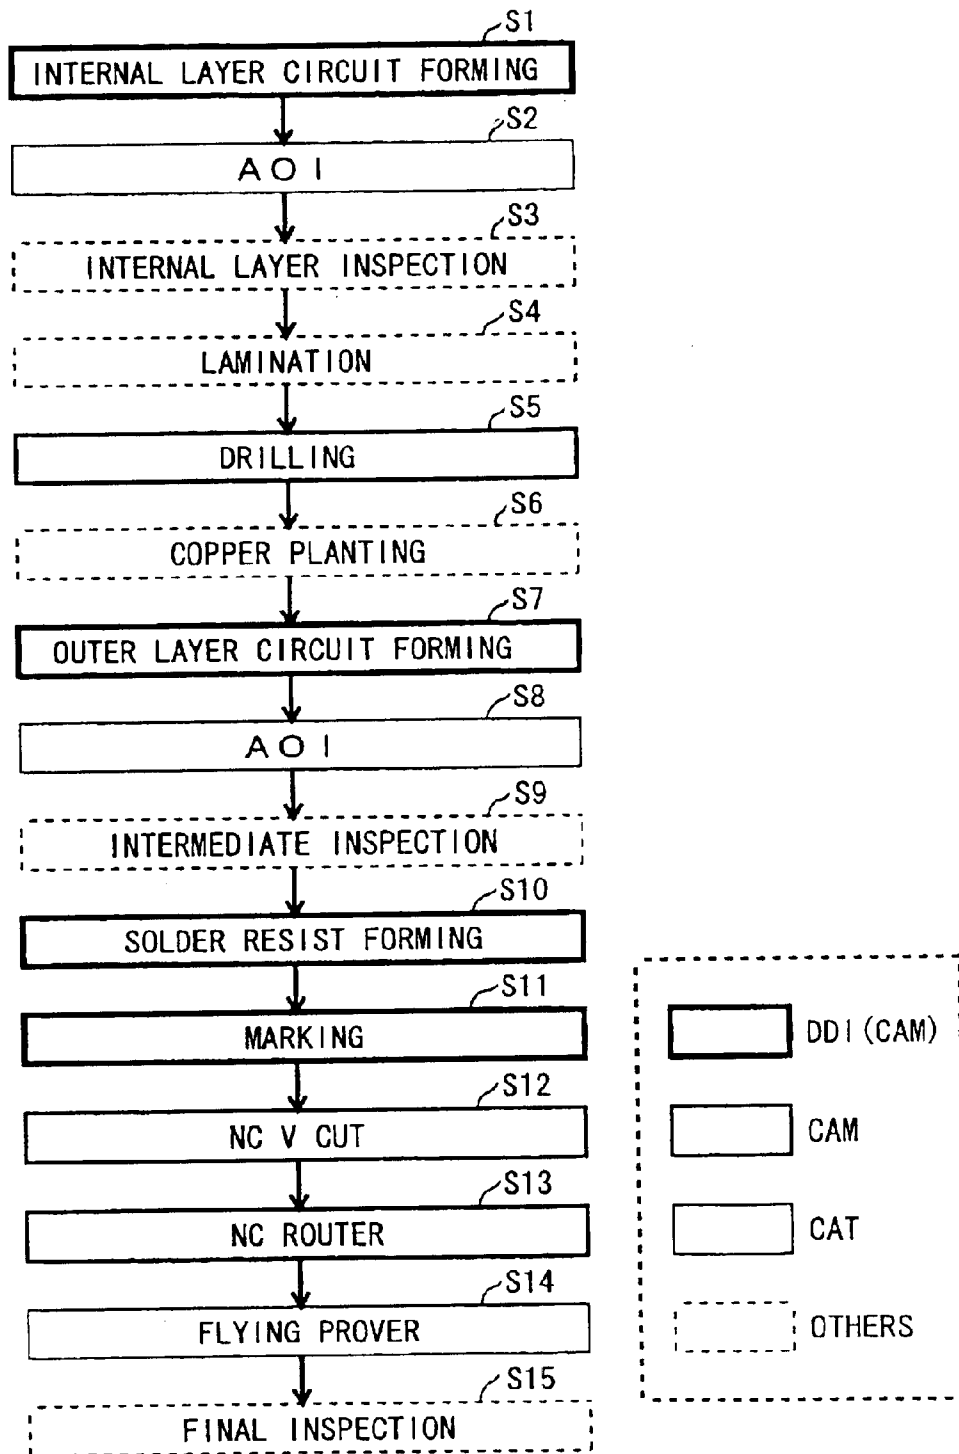 S1
INTERNAL LAYER CIRCUIT FORMING
S2
AOI
S3
INTERNAL LAYER INSPECTION
S4
LAMINATION
S5
DRILLING
S6
COPPER PLANTING
S7
OUTER LAYER CIRCUIT FORMING
S8
AOI
S9
INTERMEDIATE INSPECTION
S10
SOLDER RESIST FORMING
S11
MARKING
S12
NC V CUT
S13
NC ROUTER
S14
FLYING PROVER
S15
FINAL INSPECTION
DDI (CAM)
CAM
CAT
OTHERS